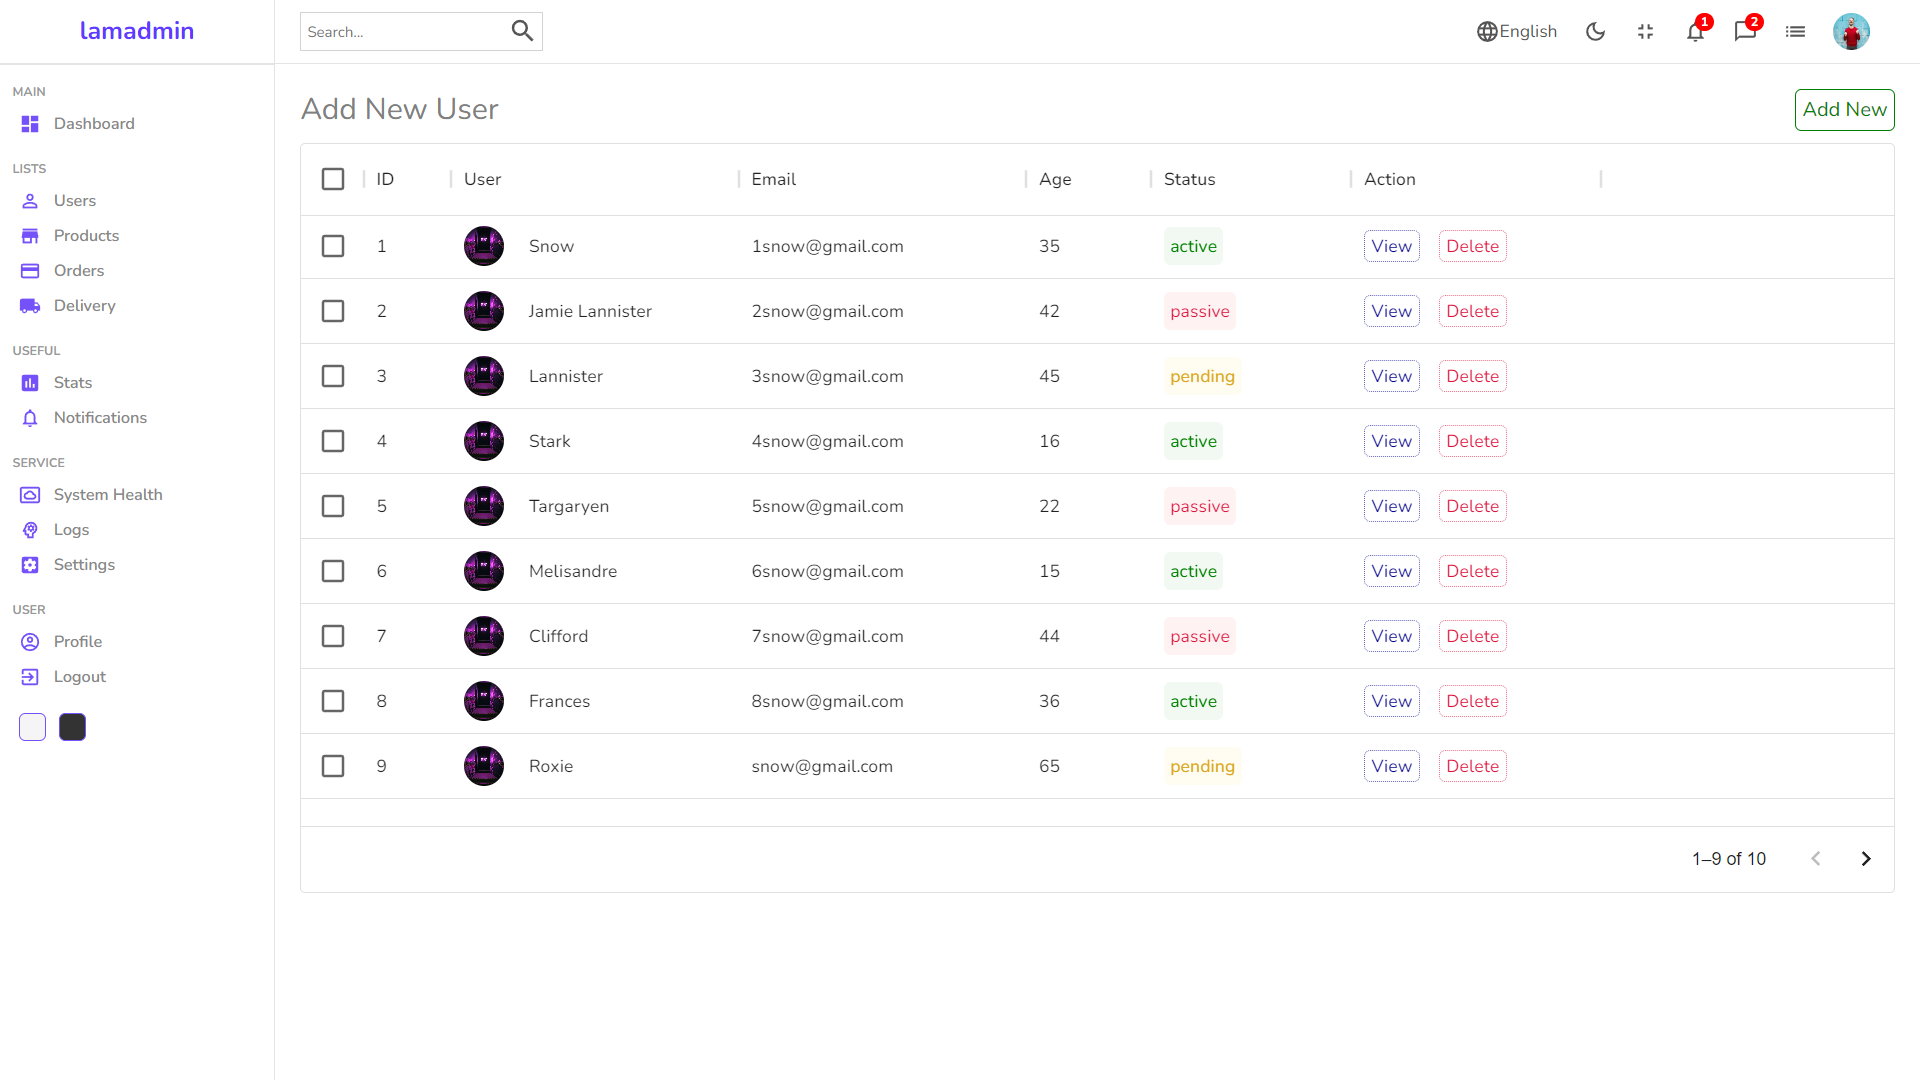 lamadmin
Search...
English
1
2
MAIN
Dashboard
LISTS
Users
Products
Orders
Delivery
USEFUL
Stats
Notifications
SERVICE
System Health
Logs
Settings
USER
Profile
Logout
Add New User
Add New
ID User Email Age Status Action
1 Snow 1snow@gmail.com 35 active View Delete
2 Jamie Lannister 2snow@gmail.com 42 passive View Delete
3 Lannister 3snow@gmail.com 45 pending View Delete
4 Stark 4snow@gmail.com 16 active View Delete
5 Targaryen 5snow@gmail.com 22 passive View Delete
6 Melisandre 6snow@gmail.com 15 active View Delete
7 Clifford 7snow@gmail.com 44 passive View Delete
8 Frances 8snow@gmail.com 36 active View Delete
9 Roxie snow@gmail.com 65 pending View Delete
1–9 of 10